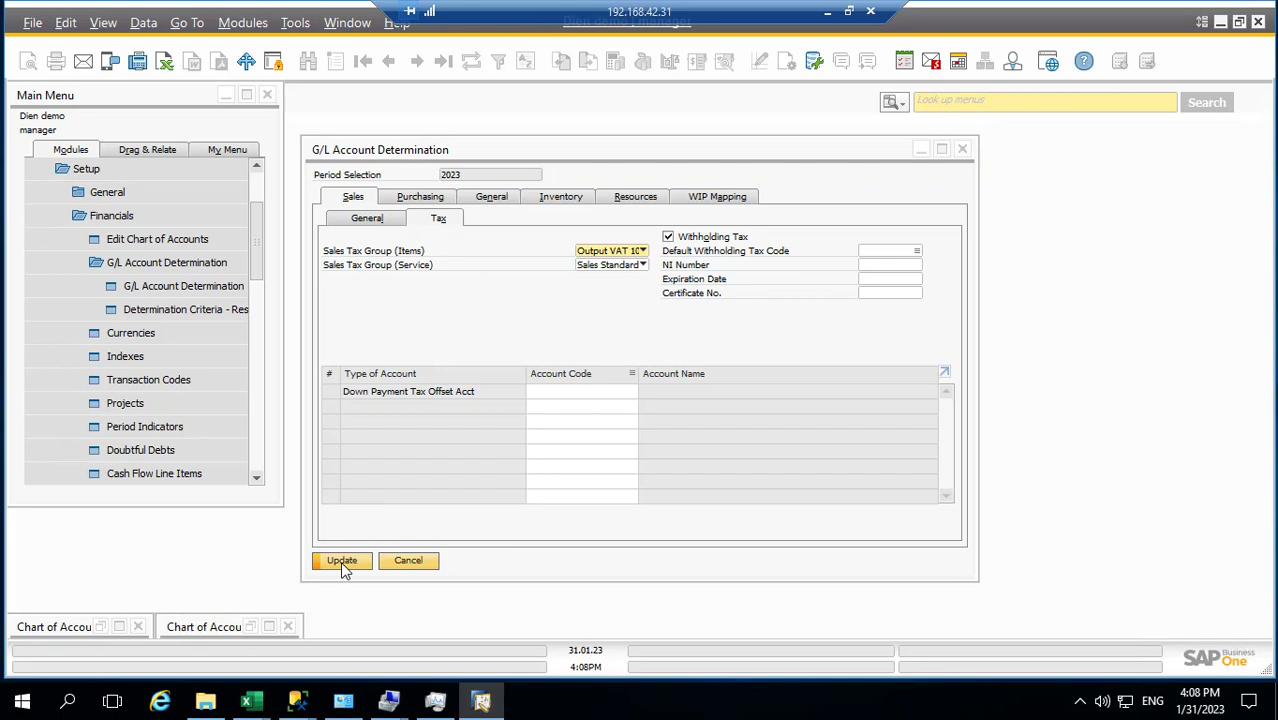 192.168.42.31
File Edit View Data Go To Modules Tools Window Help
Dien demo | manager
Main Menu
Dien demo
manager
Modules Drag & Relate My Menu
Look up menus
Search
Setup
General
Financials
Edit Chart of Accounts
G/L Account Determination
G/L Account Determination
Determination Criteria - Res
Currencies
Indexes
Transaction Codes
Projects
Period Indicators
Doubtful Debts
Cash Flow Line Items
G/L Account Determination
Period Selection 2023
Sales Purchasing General Inventory Resources WIP Mapping
General Tax
Withholding Tax
Sales Tax Group (Items) Output VAT 10 Default Withholding Tax Code
Sales Tax Group (Service) Sales Standard NI Number
Expiration Date
Certificate No.
# Type of Account Account Code Account Name
Down Payment Tax Offset Acct
Update Cancel
Chart of Accou Chart of Accou
31.01.23
4:08PM
SAP Business One
ENG
4:08 PM
1/31/2023